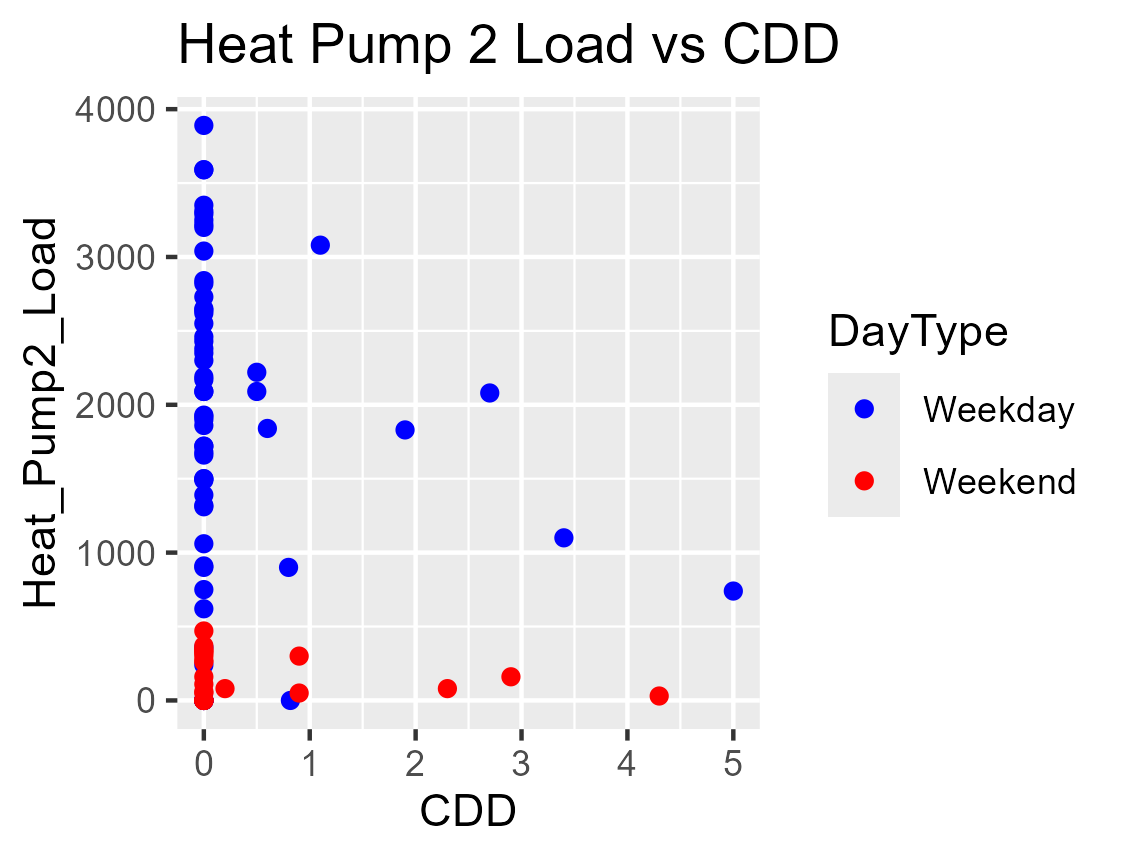 Heat Pump 2 Load vs CDD
Heat_Pump2_Load
4000
3000
2000
1000
0
0 1 2 3 4 5
CDD
DayType
Weekday
Weekend